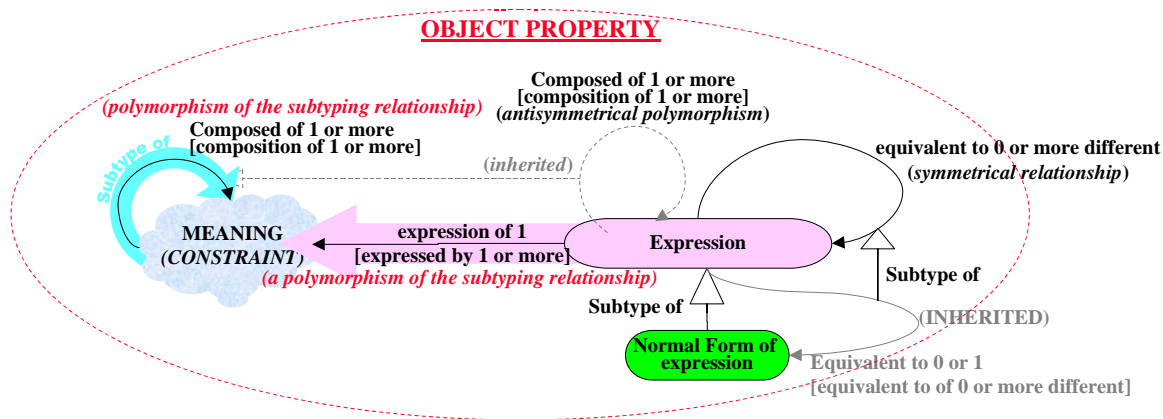 OBJECT PROPERTY
(polymorphism of the subtyping relationship)
Composed of 1 or more
[composition of 1 or more]
Subtype of
Composed of 1 or more
[composition of 1 or more]
(antisymmetrical polymorphism)
(inherited)
equivalent to 0 or more different
(symmetrical relationship)
MEANING
(CONSTRAINT)
expression of 1
[expressed by 1 or more]
(a polymorphism of the subtyping relationship)
Expression
Subtype of
Subtype of
(INHERITED)
Normal Form of
expression
Equivalent to 0 or 1
[equivalent to of 0 or more different]